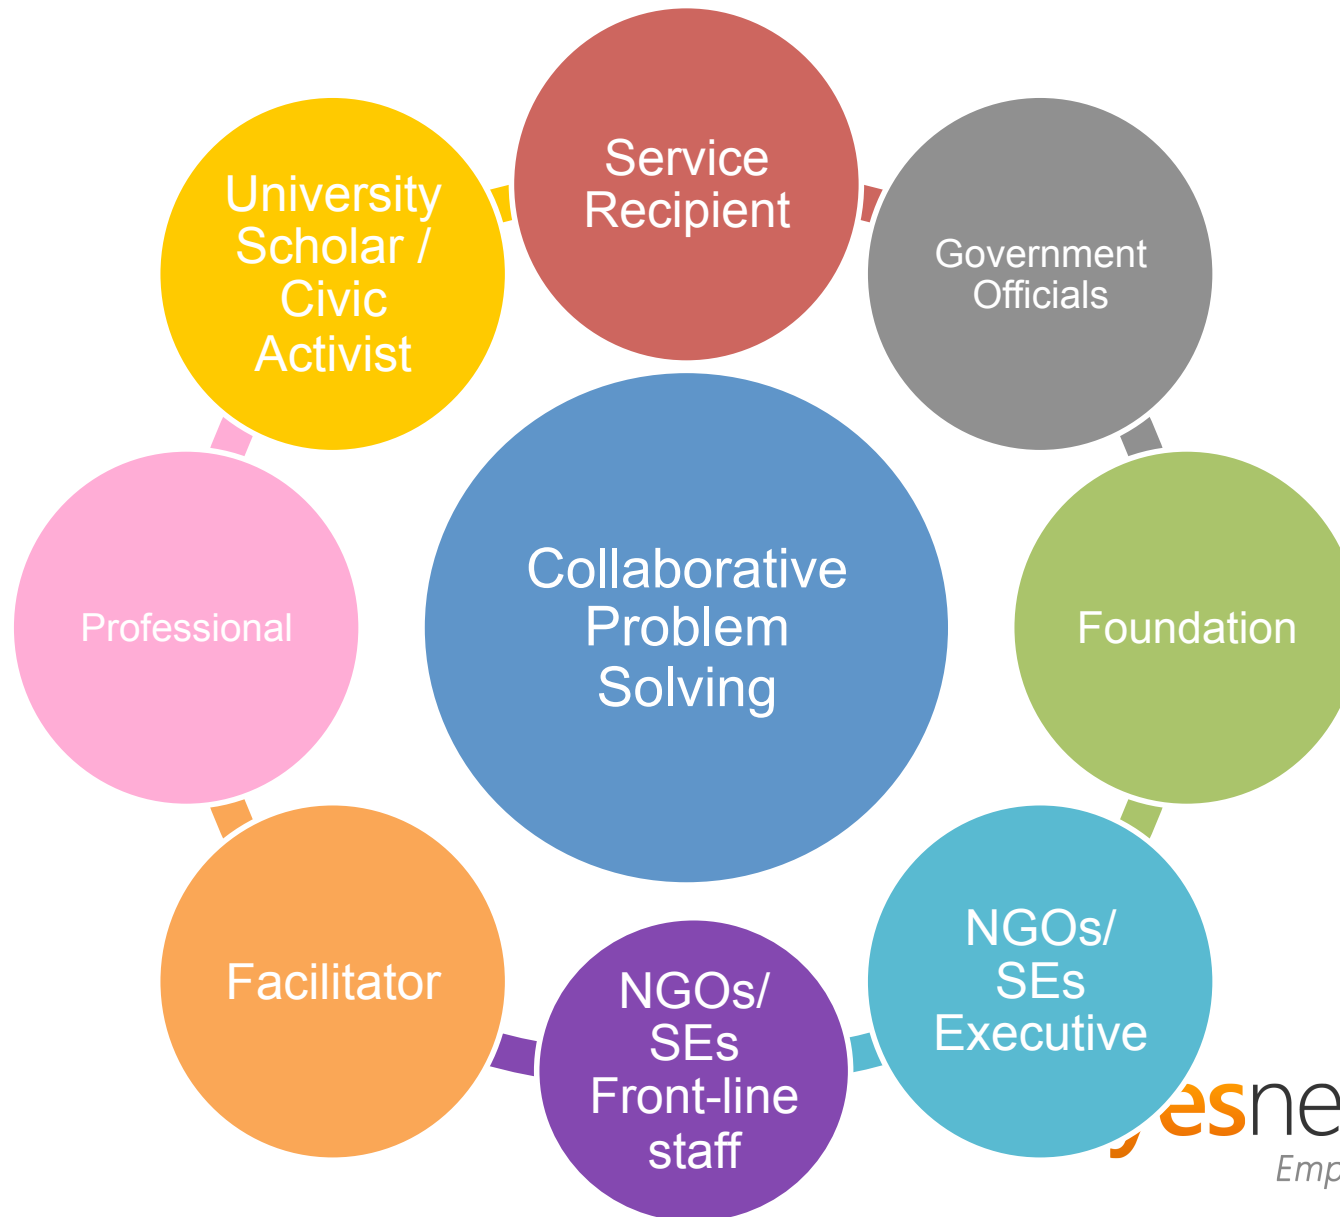 Service
Recipient
Government
Officials
Foundation
NGOs/
SEs
Executive
NGOs/
SEs
Front-line
staff
Facilitator
Professional
University
Scholar /
Civic
Activist
Collaborative
Problem
Solving